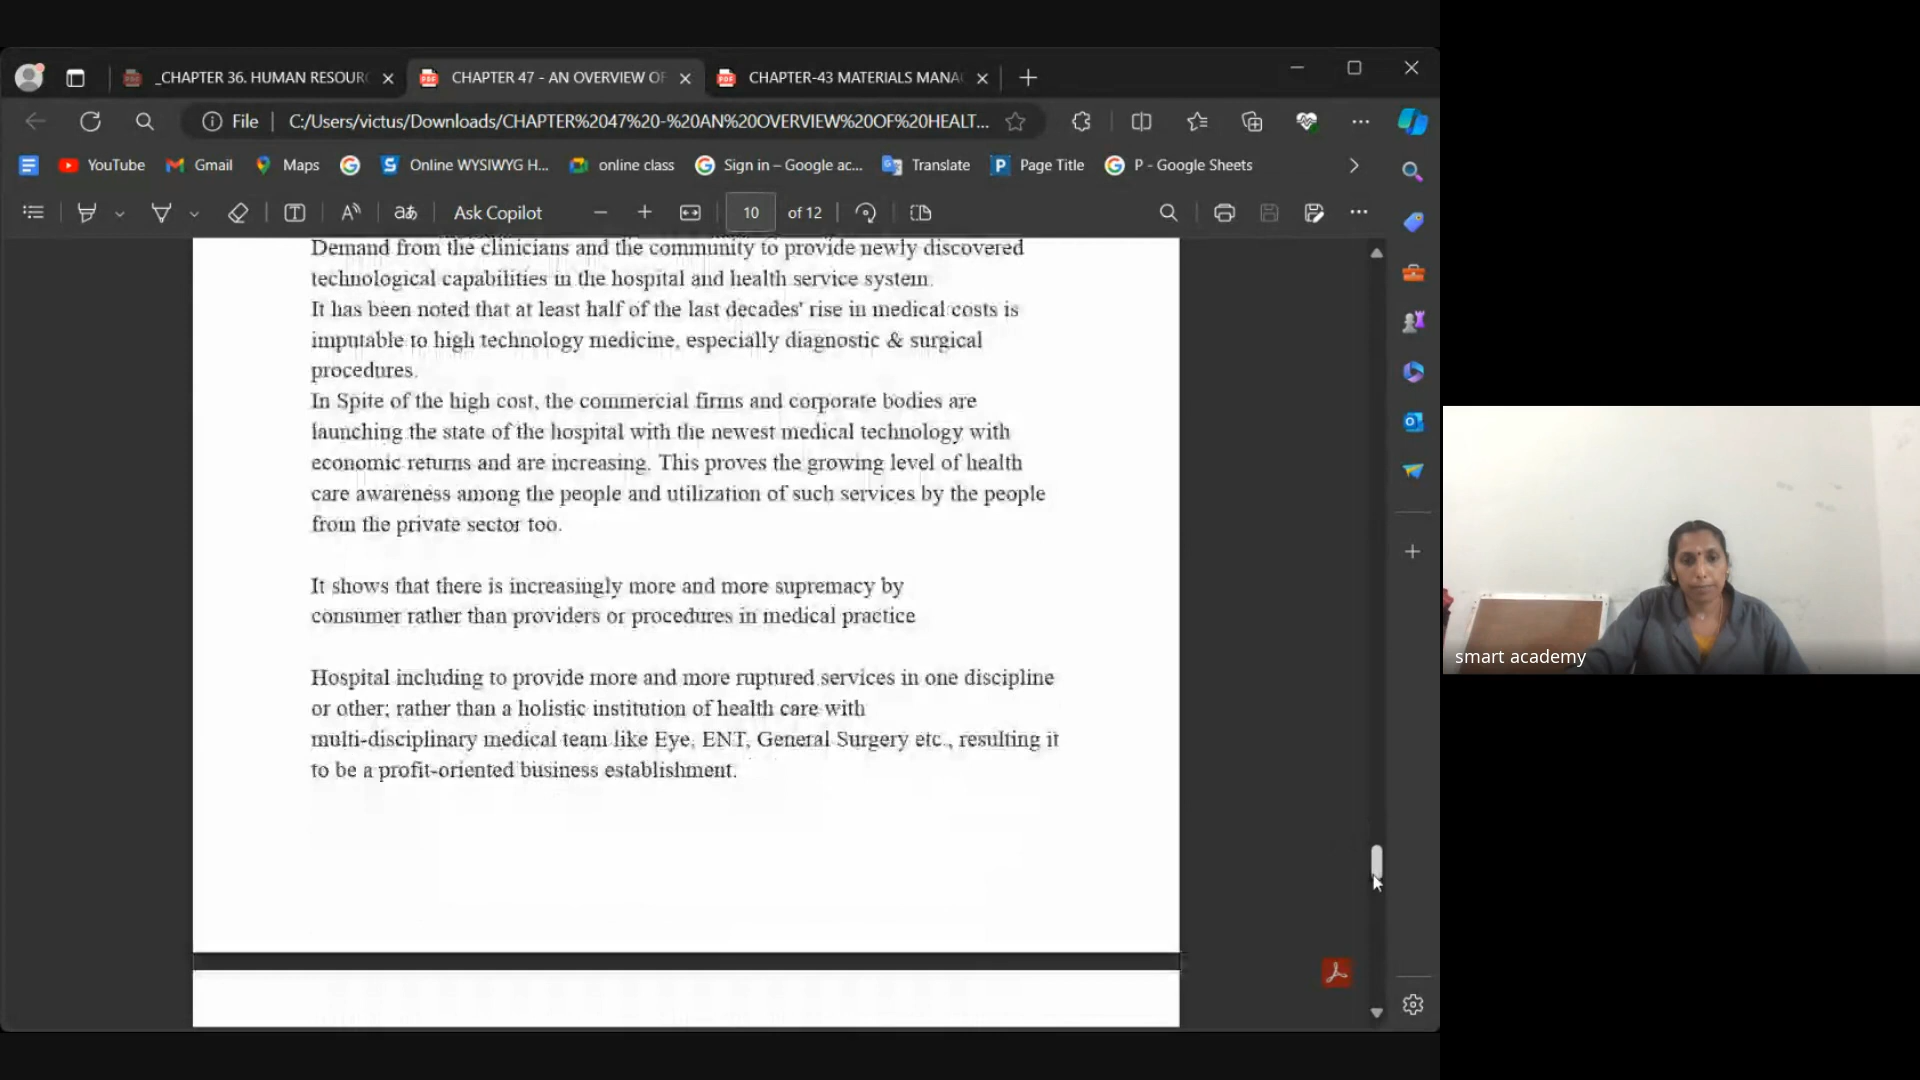 _CHAPTER 36. HUMAN RESOUR
CHAPTER 47 - AN OVERVIEW OF
CHAPTER-43 MATERIALS MANA
File
C:/Users/victus/Downloads/CHAPTER%2047%20-%20AN%20OVERVIEW%20OF%20HEALT...
YouTube
Gmail
Maps
Online WYSIWYG H...
online class
Sign in – Google ac...
Translate
Page Title
P - Google Sheets
Ask Copilot
10 of 12
Demand from the clinicians and the community to provide newly discovered
technological capabilities in the hospital and health service system.
It has been noted that at least half of the last decades' rise in medical costs is
imputable to high technology medicine, especially diagnostic & surgical
procedures.
In Spite of the high cost, the commercial firms and corporate bodies are
launching the state of the hospital with the newest medical technology with
economic returns and are increasing. This proves the growing level of health
care awareness among the people and utilization of such services by the people
from the private sector too.
It shows that there is increasingly more and more supremacy by
consumer rather than providers or procedures in medical practice
Hospital including to provide more and more ruptured services in one discipline
or other; rather than a holistic institution of health care with
multi-disciplinary medical team like Eye, ENT, General Surgery etc., resulting it
to be a profit-oriented business establishment.
smart academy